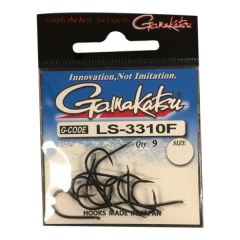 simply the best...for experts
Innovation, Not Imitation.
Gamakatsu
G-CODE LS-3310F
Qty. 9 SIZE
HOOKS MADE IN JAPAN